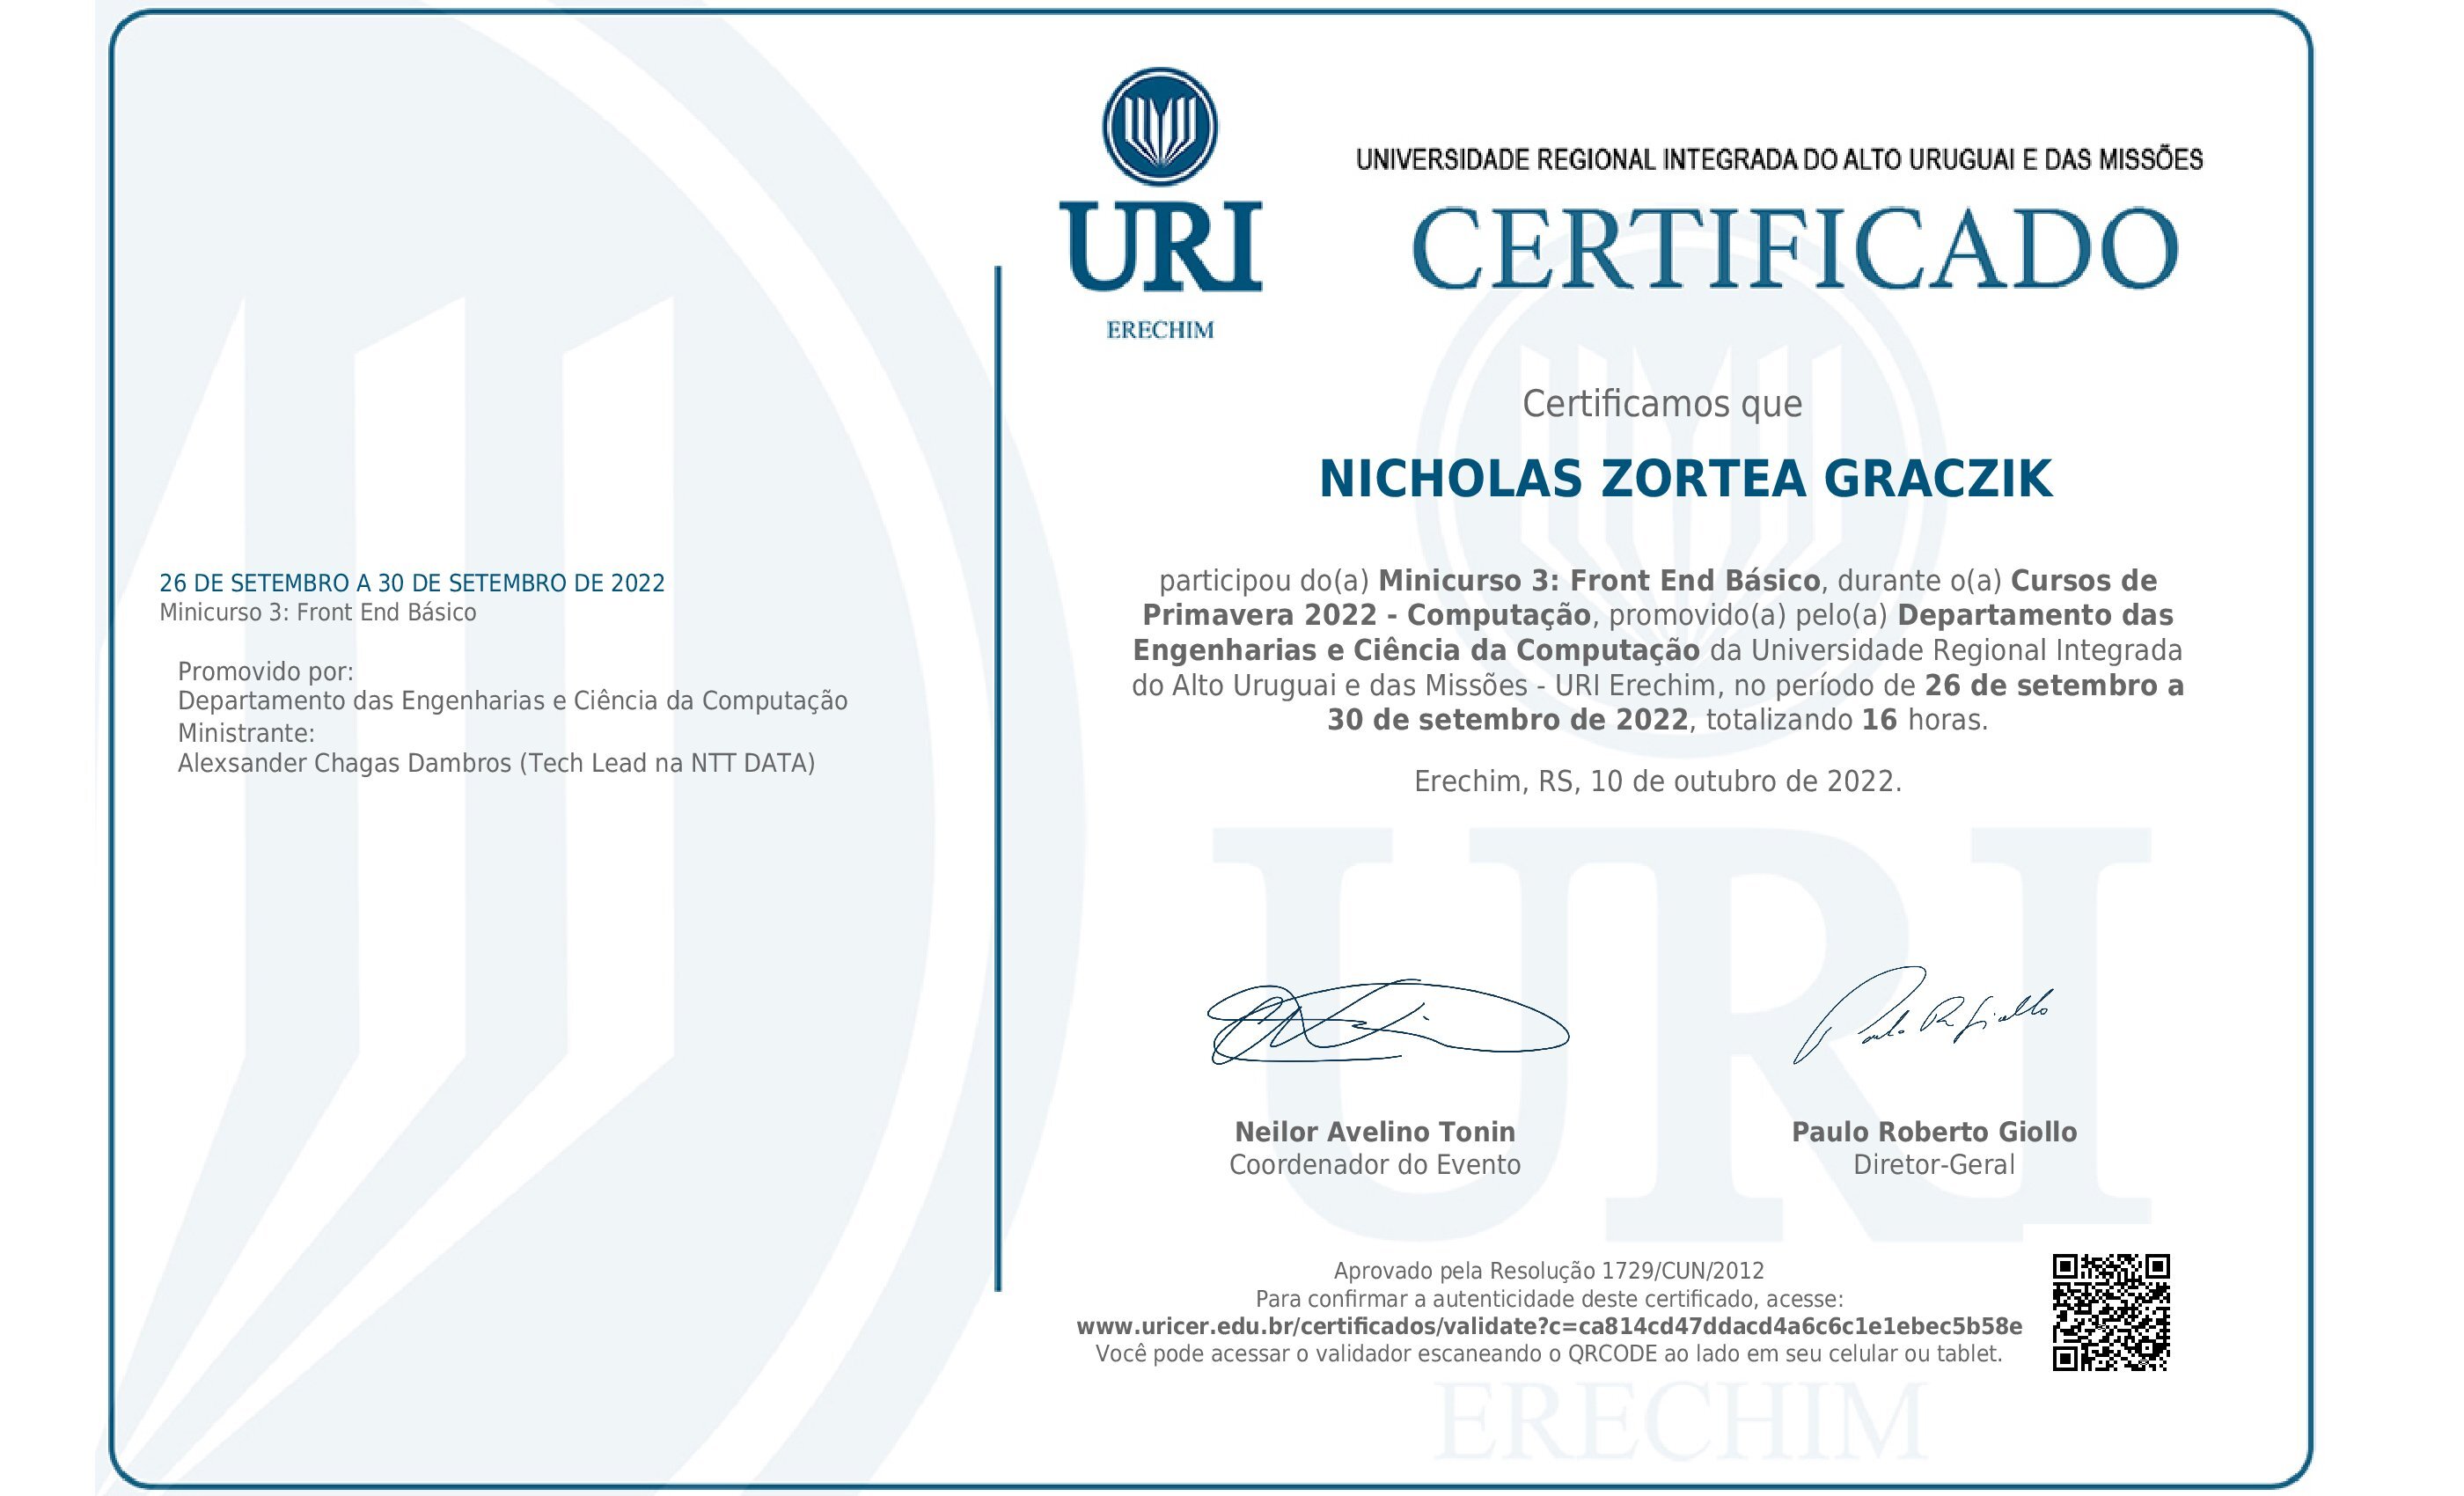 26 DE SETEMBRO A 30 DE SETEMBRO DE 2022
Minicurso 3: Front End Básico
Promovido por:
Departamento das Engenharias e Ciência da Computação
Ministrante:
Alexsander Chagas Dambros (Tech Lead na NTT DATA)
URI
ERECHIM
UNIVERSIDADE REGIONAL INTEGRADA DO ALTO URUGUAI E DAS MISSÕES
CERTIFICADO
Certificamos que
NICHOLAS ZORTEA GRACZIK
participou do(a) Minicurso 3: Front End Básico, durante o(a) Cursos de
Primavera 2022 - Computação, promovido(a) pelo(a) Departamento das
Engenharias e Ciência da Computação da Universidade Regional Integrada
do Alto Uruguai e das Missões - URI Erechim, no período de 26 de setembro a
30 de setembro de 2022, totalizando 16 horas.
Erechim, RS, 10 de outubro de 2022.
URI
Neilor Avelino Tonin
Coordenador do Evento
Paulo Roberto Giollo
Diretor-Geral
Aprovado pela Resolução 1729/CUN/2012
Para confirmar a autenticidade deste certificado, acesse:
www.uricer.edu.br/certificados/validate?c=ca814cd47ddacd4a6c6c1e1ebec5b58e
Você pode acessar o validador escaneando o QRCODE ao lado em seu celular ou tablet.
ERECHIM